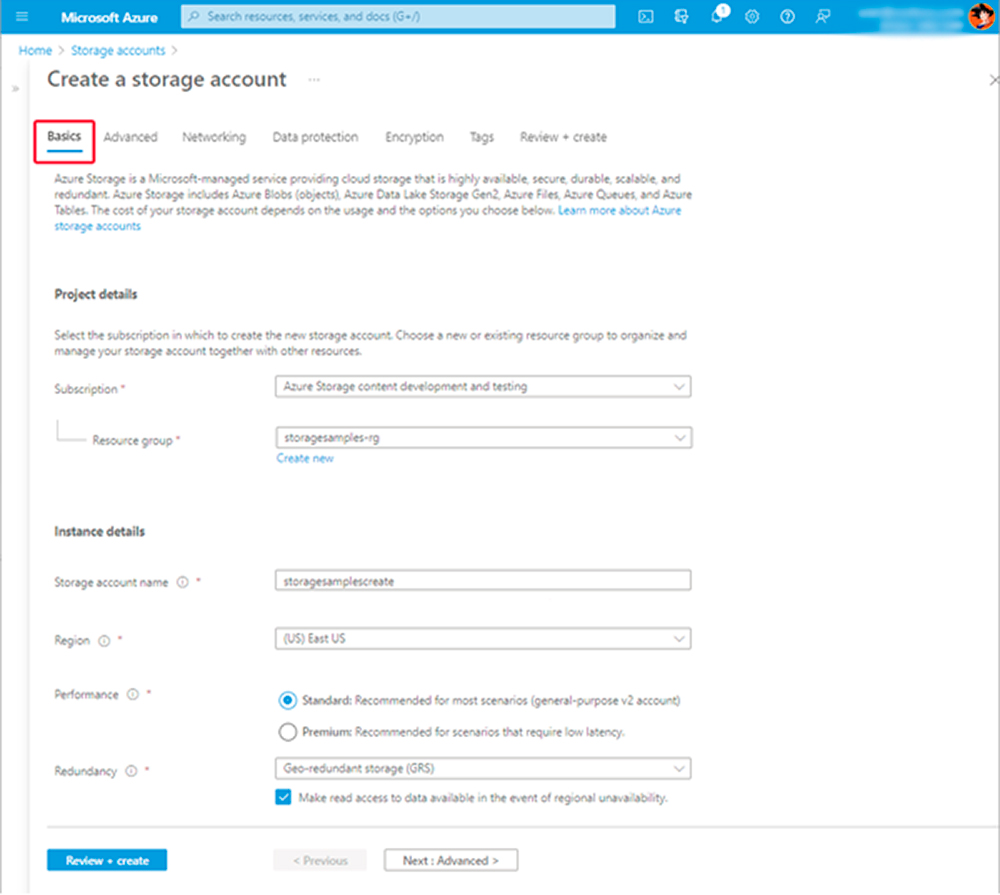 Microsoft Azure
Search resources, services, and docs (G+/)
1
Home > Storage accounts >
Create a storage account ...
Basics Advanced Networking Data protection Encryption Tags Review + create
Azure Storage is a Microsoft-managed service providing cloud storage that is highly available, secure, durable, scalable, and
redundant. Azure Storage includes Azure Blobs (objects), Azure Data Lake Storage Gen2, Azure Files, Azure Queues, and Azure
Tables. The cost of your storage account depends on the usage and the options you choose below. Learn more about Azure
storage accounts
Project details
Select the subscription in which to create the new storage account. Choose a new or existing resource group to organize and
manage your storage account together with other resources.
Subscription *
Azure Storage content development and testing
Resource group *
storagesamples-rg
Create new
Instance details
Storage account name *
storagesamplescreate
Region *
(US) East US
Performance *
Standard: Recommended for most scenarios (general-purpose v2 account)
Premium: Recommended for scenarios that require low latency.
Redundancy *
Geo-redundant storage (GRS)
Make read access to data available in the event of regional unavailability.
Review + create
< Previous
Next : Advanced >